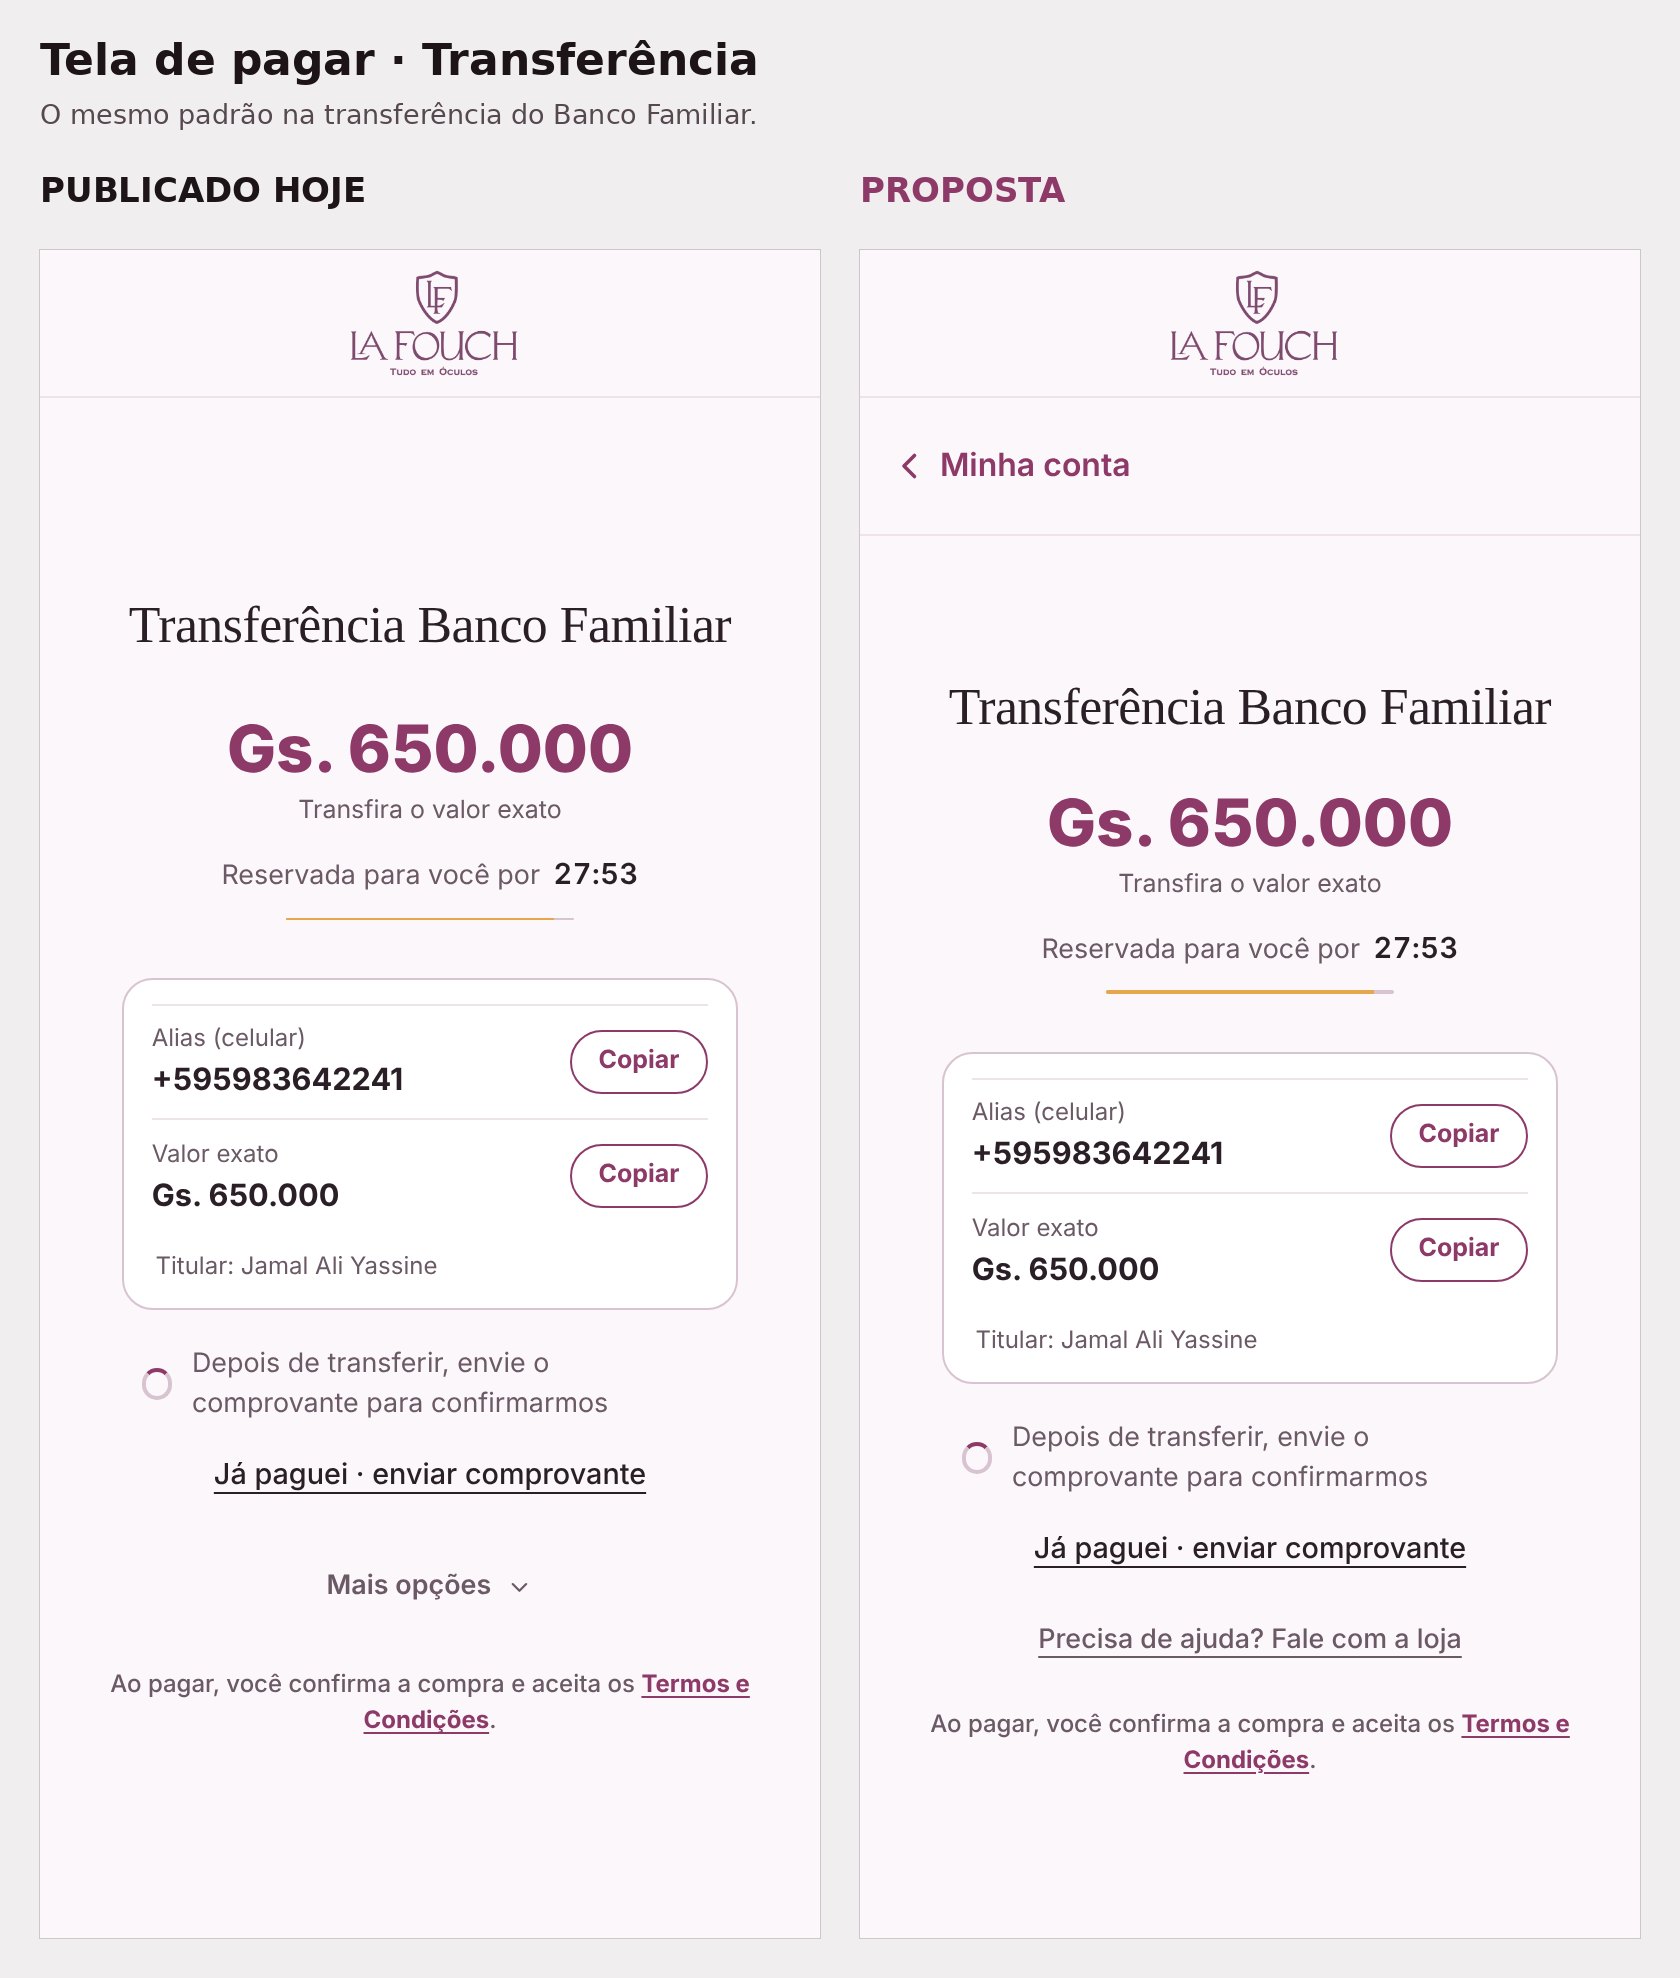 Tela de pagar · Transferência
O mesmo padrão na transferência do Banco Familiar.
PUBLICADO HOJE
LF
LA FOUCH
Tudo em Óculos
Transferência Banco Familiar
Gs. 650.000
Transfira o valor exato
Reservada para você por 27:53
Alias (celular)
+595983642241
Copiar
Valor exato
Gs. 650.000
Copiar
Titular: Jamal Ali Yassine
Depois de transferir, envie o
comprovante para confirmarmos
Já paguei · enviar comprovante
Mais opções
Ao pagar, você confirma a compra e aceita os Termos e
Condições.
PROPOSTA
LF
LA FOUCH
Tudo em Óculos
Minha conta
Transferência Banco Familiar
Gs. 650.000
Transfira o valor exato
Reservada para você por 27:53
Alias (celular)
+595983642241
Copiar
Valor exato
Gs. 650.000
Copiar
Titular: Jamal Ali Yassine
Depois de transferir, envie o
comprovante para confirmarmos
Já paguei · enviar comprovante
Precisa de ajuda? Fale com a loja
Ao pagar, você confirma a compra e aceita os Termos e
Condições.